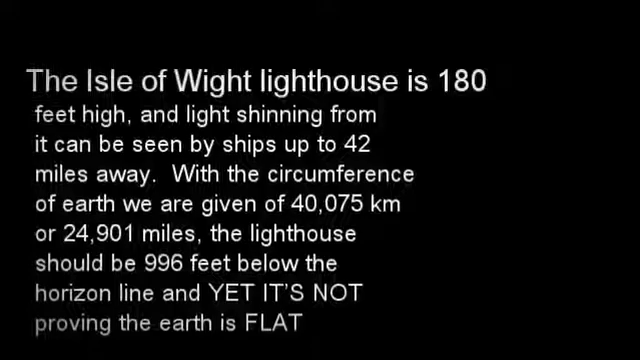 The Isle of Wight lighthouse is 180
feet high, and light shinning from
it can be seen by ships up to 42
miles away.  With the circumference
of earth we are given of 40,075 km
or 24,901 miles, the lighthouse
should be 996 feet below the
horizon line and YET IT'S NOT
proving the earth is FLAT